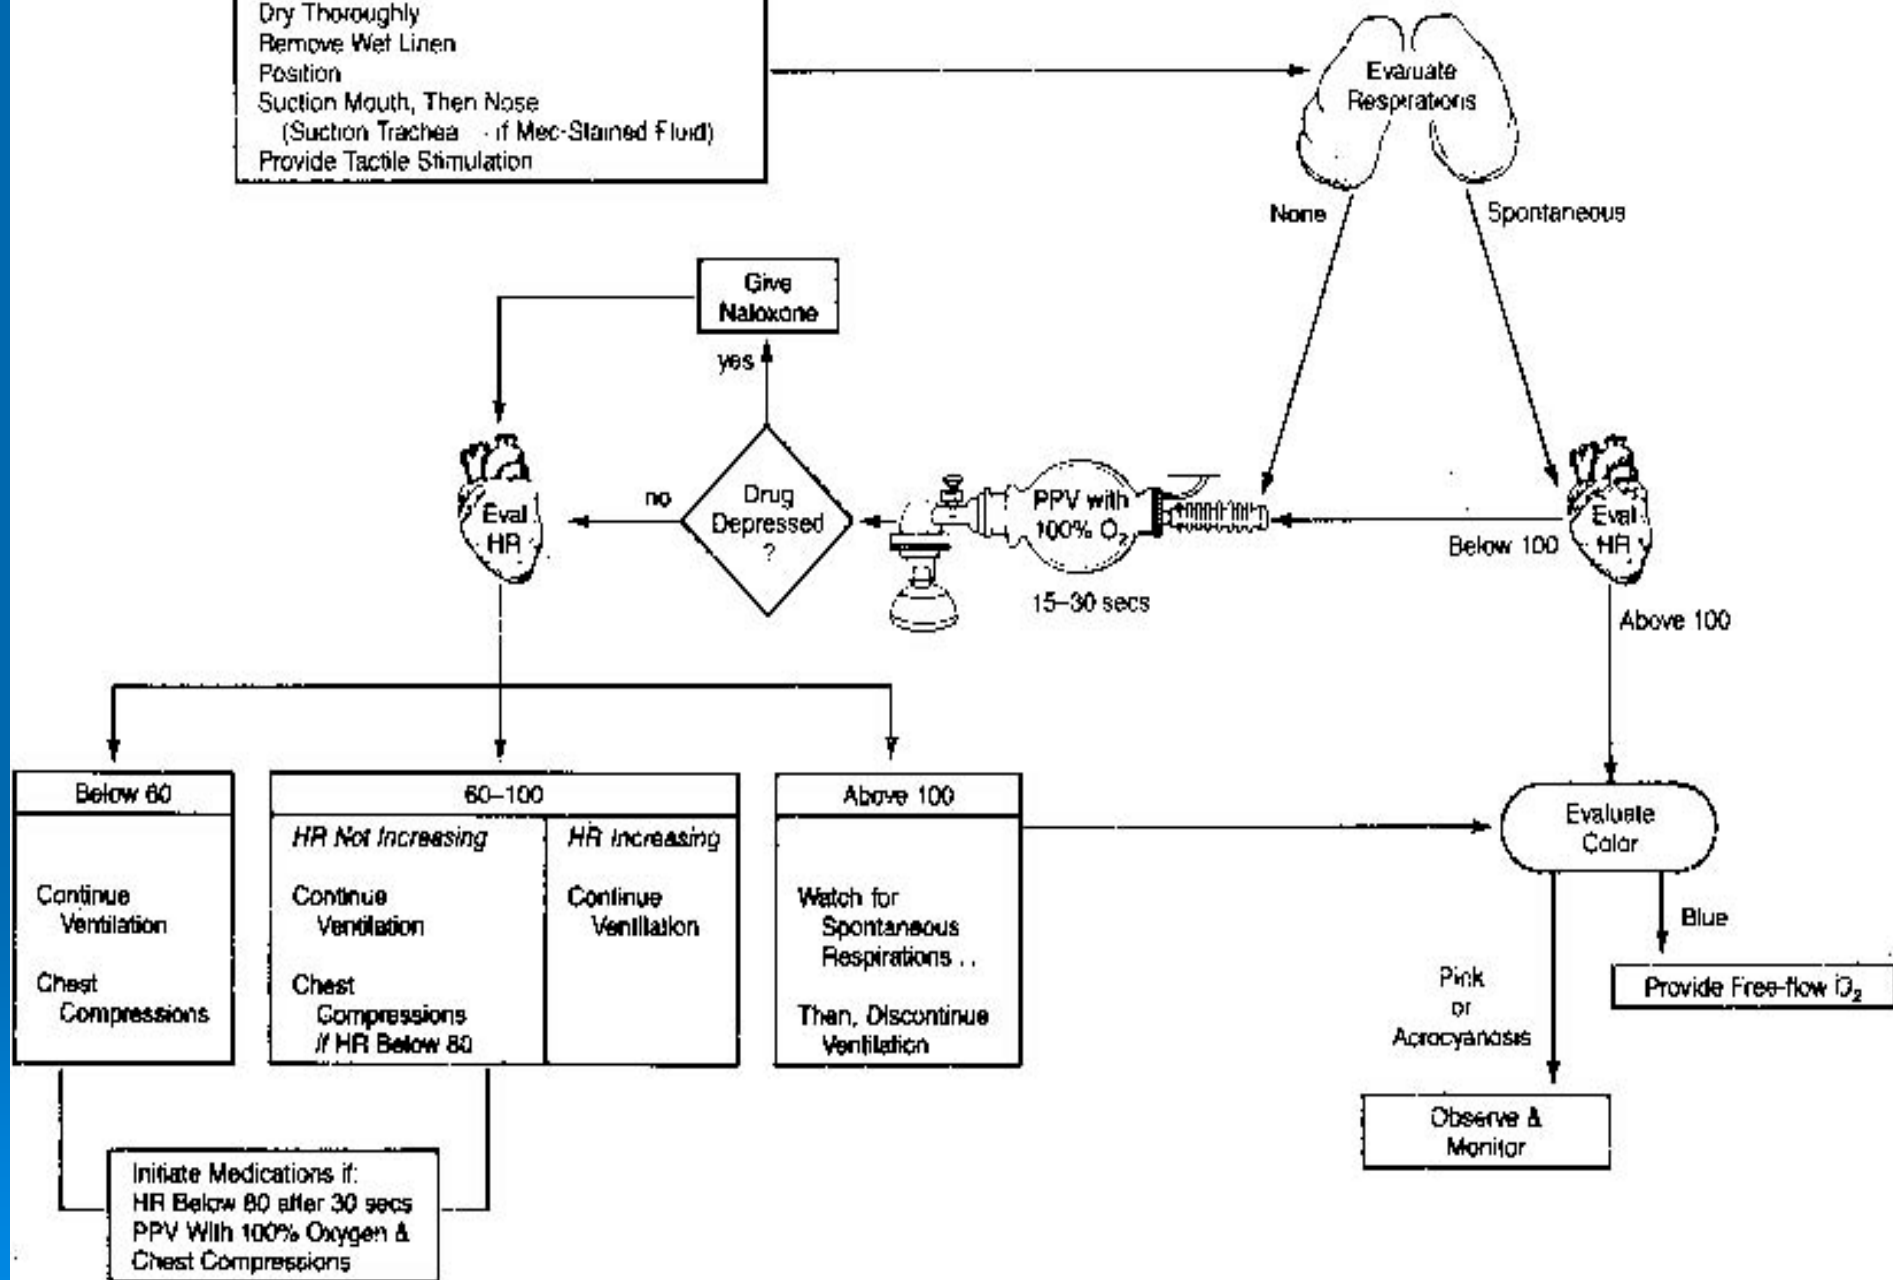 Dry Thoroughly
Remove Wet Linen
Position
Suction Mouth, Then Nose
(Suction Trachea - if Mec-Stained Fluid)
Provide Tactile Stimulation
Evaluate
Respirations
None
Spontaneous
Give
Naloxone
yes
Eval
HR
no
Drug
Depressed
?
PPV with
100% O₂
15–30 secs
Below 100
Eval
HR
Above 100
Below 60
Continue
Ventilation
Chest
Compressions
60–100
HR Not Increasing
Continue
Ventilation
Chest
Compressions
if HR Below 80
HR Increasing
Continue
Ventilation
Above 100
Watch for
Spontaneous
Respirations . .
Then, Discontinue
Ventilation
Evaluate
Color
Blue
Provide Free-flow O₂
Pink
or
Acrocyanosis
Observe &
Monitor
Initiate Medications if:
HR Below 80 after 30 secs
PPV With 100% Oxygen &
Chest Compressions